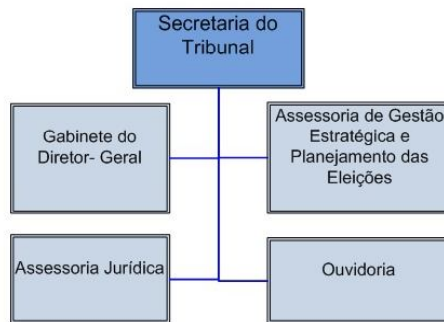 Secretaria do
Tribunal
Gabinete do
Diretor- Geral
Assessoria de Gestão
Estratégica e
Planejamento das
Eleições
Assessoria Jurídica
Ouvidoria